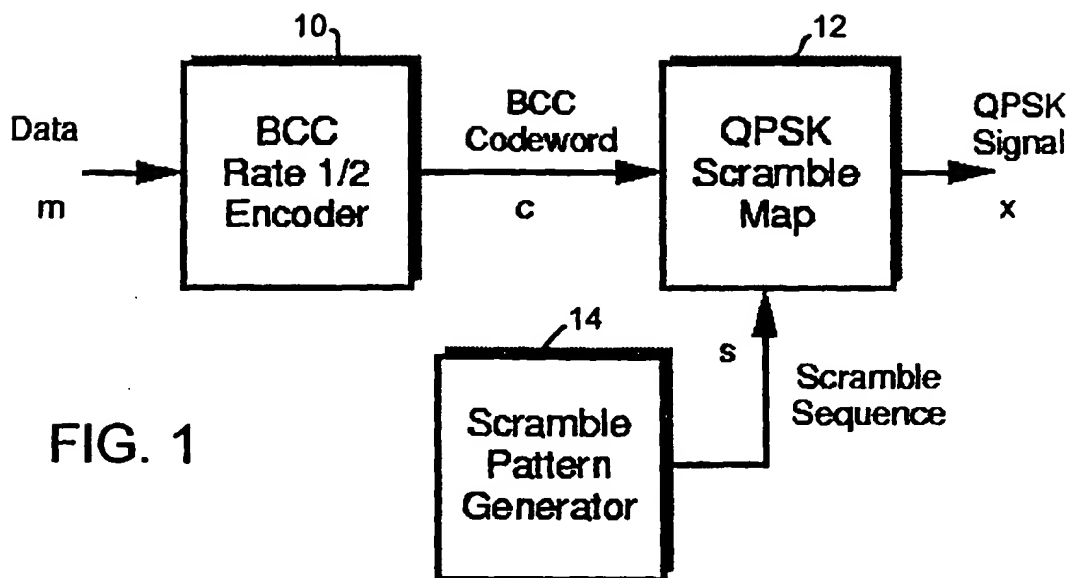 10
12
Data
m
BCC
Rate 1/2
Encoder
BCC
Codeword
c
QPSK
Scramble
Map
QPSK
Signal
x
14
s
Scramble
Sequence
Scramble
Pattern
Generator
FIG. 1